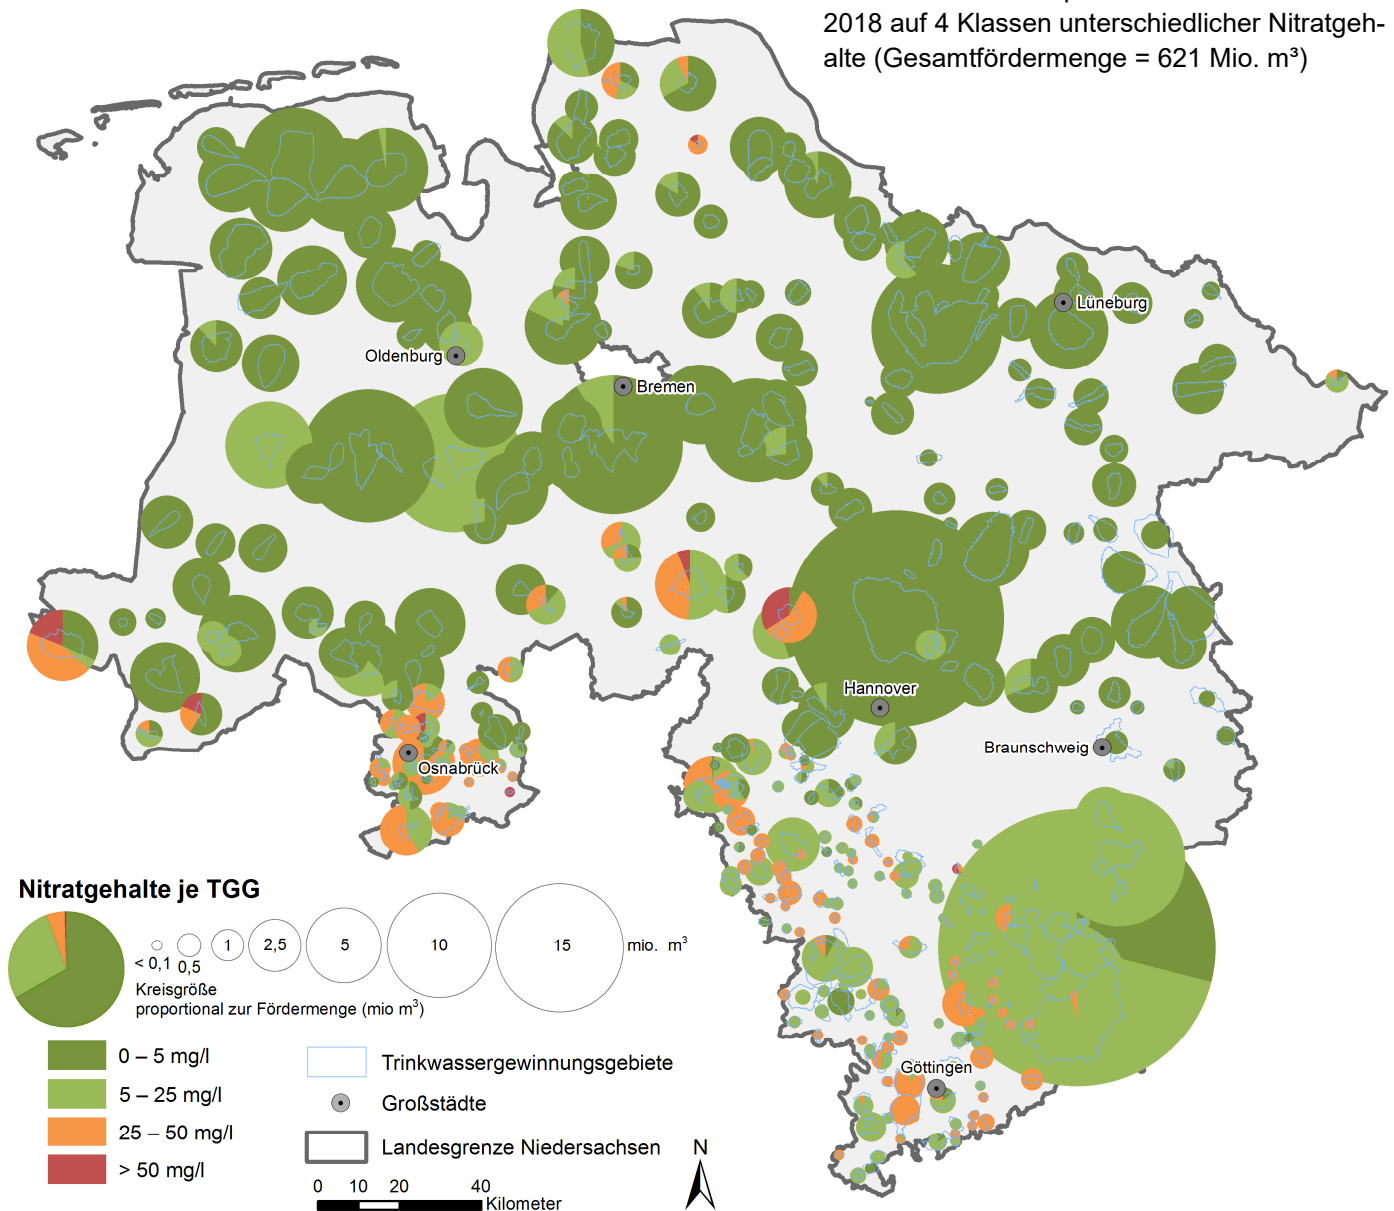 2018 auf 4 Klassen unterschiedlicher Nitratgeh-
alte (Gesamtfördermenge = 621 Mio. m³)
Lüneburg
Oldenburg
Bremen
Hannover
Braunschweig
Osnabrück
Göttingen
Nitratgehalte je TGG
< 0,1 0,5 1 2,5 5 10 15 mio. m³
Kreisgröße
proportional zur Fördermenge (mio m³)
0 – 5 mg/l
5 – 25 mg/l
25 – 50 mg/l
> 50 mg/l
Trinkwassergewinnungsgebiete
Großstädte
Landesgrenze Niedersachsen
N
0 10 20 40
Kilometer